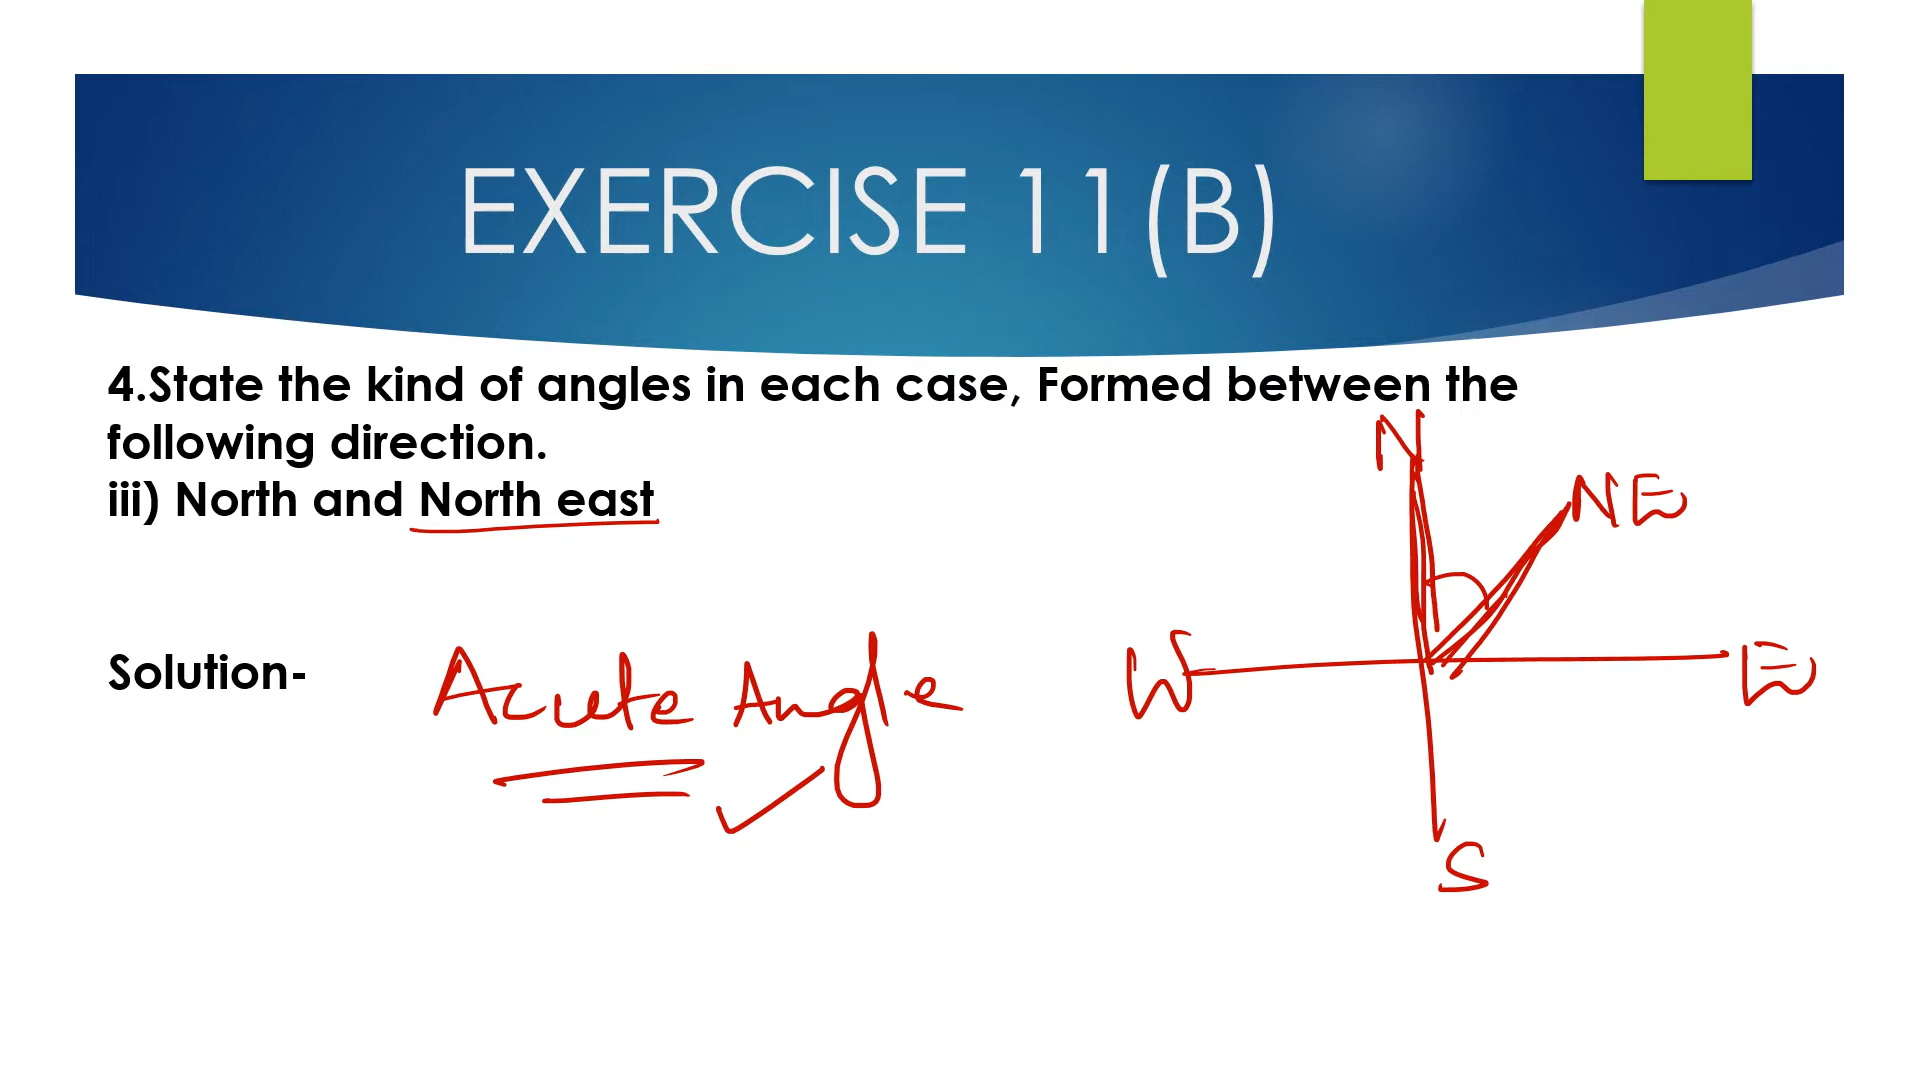 EXERCISE 11(B)
4.State the kind of angles in each case, Formed between the
following direction.
iii) North and North east
N
NE
Solution- Acute Angle
W
E
S